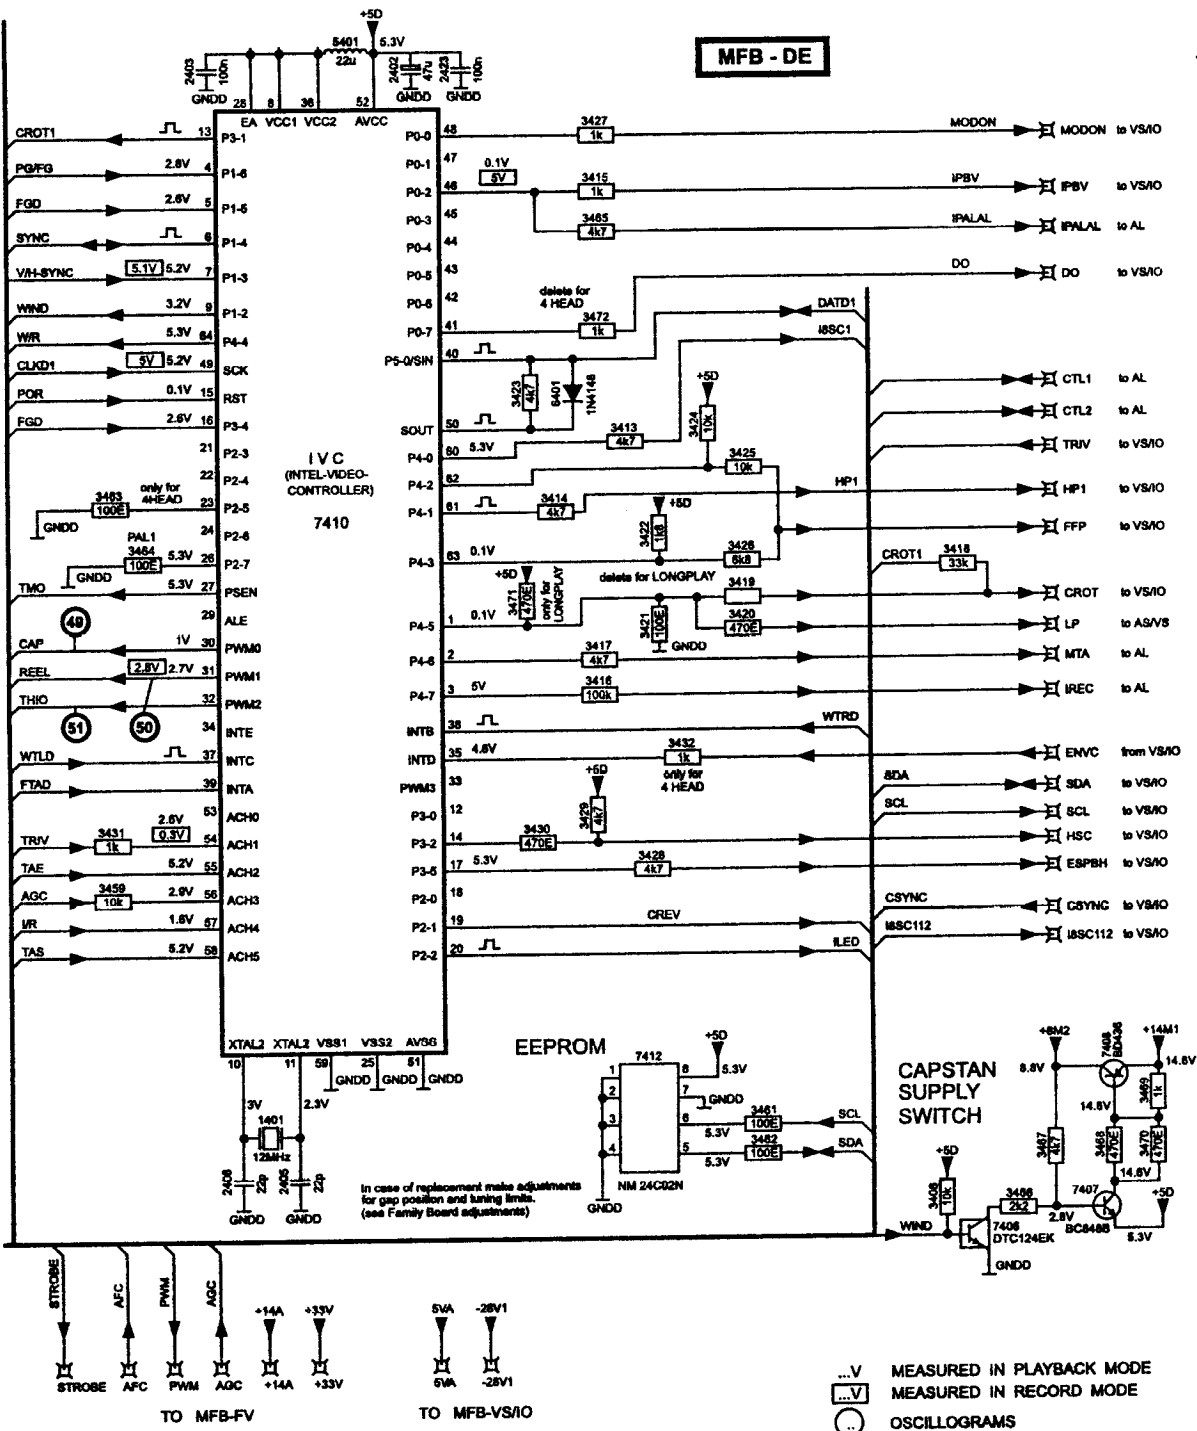 MFB - DE
+5D
5401
5.3V
22u
2403
100n
2402
47u
2423
100n
GNDD
GNDD
GNDD
28 8 38 52
EA VCC1 VCC2 AVCC
CROT1 13 P3-1
PG/FG 2.6V 4 P1-6
FGD 2.6V 5 P1-5
SYNC 6 P1-4
V/H-SYNC 5.1V 5.2V 7 P1-3
WIND 3.2V 9 P1-2
W/R 5.3V 64 P4-4
CLKD1 5V 5.2V 49 SCK
POR 0.1V 15 RST
FGD 2.6V 16 P3-4
21 P2-3
22 P2-4
only for
4HEAD
3463
100E
GNDD
23 P2-5
24 P2-6
PAL1
3464
100E
GNDD
5.3V 26 P2-7
TMO 5.3V 27 PSEN
29 ALE
49
CAP 1V 30 PWM0
REEL 2.8V 2.7V 31 PWM1
THIO 32 PWM2
51
50
34 INTE
WTLD 37 INTC
FTAD 39 INTA
53 ACH0
TRIV 3431 1k 2.6V 0.3V 54 ACH1
TAE 5.2V 55 ACH2
AGC 3459 10k 2.9V 56 ACH3
I/R 1.6V 57 ACH4
TAS 5.2V 58 ACH5
IVC
(INTEL-VIDEO-
CONTROLLER)
7410
P0-0 48 3427 1k MODON MODON to VS/IO
P0-1 47
P0-2 46 0.1V 5V 3415 1k IPBV IPBV to VS/IO
P0-3 45 3465 4k7 IPALAL IPALAL to AL
P0-4 44
P0-5 43 DO DO to VS/IO
P0-6 42
delete for
4 HEAD
P0-7 41 3472 1k
DATD1
P5-0/SIN 40
I8SC1
3423 4k7
6401 1N4148
SOUT 50
P4-0 60 5.3V 3413 4k7
+5D
3424 10k
P4-2 62 3425 10k
P4-1 61 3414 4k7 HP1 HP1 to VS/IO
+5D
3422 1k8
FFP to VS/IO
P4-3 63 0.1V 3426 6k8
CTL1 to AL
CTL2 to AL
TRIV to VS/IO
CROT1 3418 33k
+5D
3471 470E
only for
LONGPLAY
delete for LONGPLAY
3419
CROT to VS/IO
P4-5 1 0.1V
3421 100E
GNDD
3420 470E
LP to AS/VS
P4-6 2 3417 4k7 MTA to AL
P4-7 3 5V 3416 100k IREC to AL
INTB 38 WTRD
INTD 35 4.8V 3432 1k ENVC from VS/IO
only for
4 HEAD
PWM3 33
SDA SDA to VS/IO
+5D
3429 4k7
P3-0 12
SCL SCL to VS/IO
P3-2 14 3430 470E HSC to VS/IO
P3-5 17 5.3V 3428 4k7 ESPBH to VS/IO
P2-0 18
CSYNC CSYNC to VS/IO
P2-1 19 CREV
I8SC112 I8SC112 to VS/IO
P2-2 20 ILED
XTAL2 XTAL2 VSS1 VSS2 AVSS
10 11 59 25 51
GNDD GNDD GNDD
3V 2.3V
1401
12MHz
2406 22p
2405 22p
GNDD GNDD
In case of replacement make adjustments
for gap position and tuning limits.
(see Family Board adjustments)
EEPROM
7412
+5D
5.3V
1 8
2 7
3 6
4 5
GNDD
5.3V 3461 100E SCL
5.3V 3462 100E SDA
NM 24C02N
GNDD
CAPSTAN
SUPPLY
SWITCH
+8M2
8.8V
7408
BD436
+14M1
14.6V
3469 1k
14.6V
3467 4k7
3468 470E
3470 470E
14.6V
+5D
3408 10k
3466
2k2
2.8V
7407
BC848B
+5D
5.3V
WIND
7406
DTC124EK
GNDD
STROBE AFC PWM AGC +14A +33V 5VA -28V1
STROBE AFC PWM AGC +14A +33V 5VA -28V1
TO MFB-FV TO MFB-VS/IO
...V MEASURED IN PLAYBACK MODE
...V MEASURED IN RECORD MODE
.. OSCILLOGRAMS